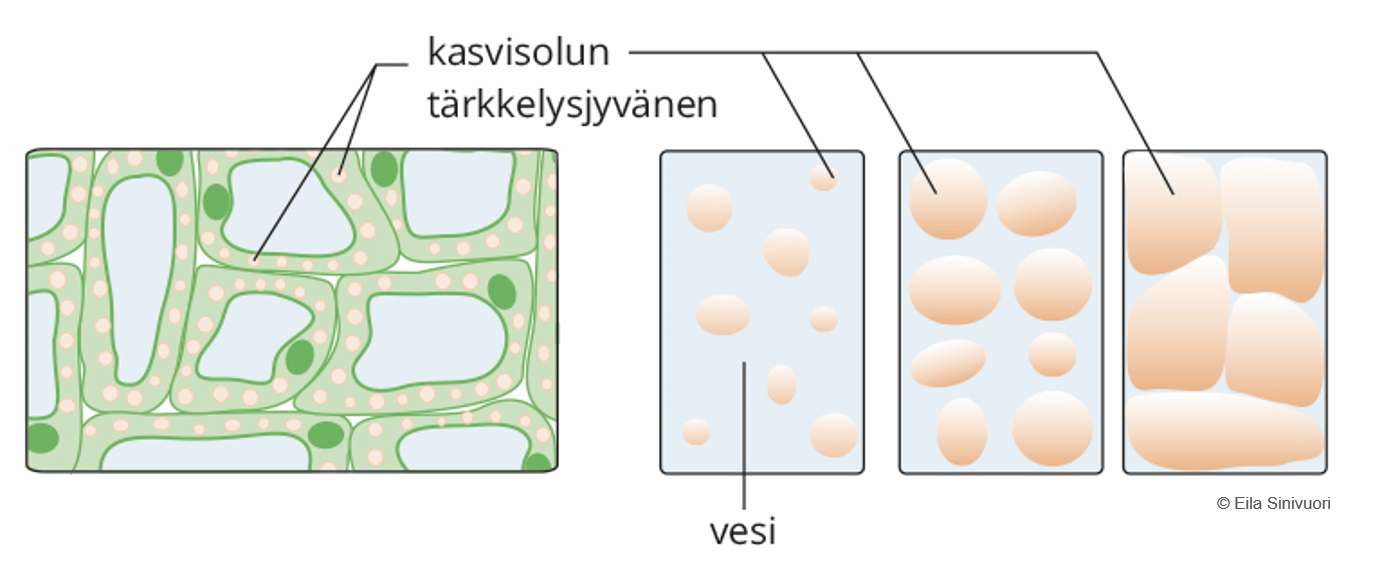 kasvisolun
tärkkelysjyvänen
vesi
© Eila Sinivuori